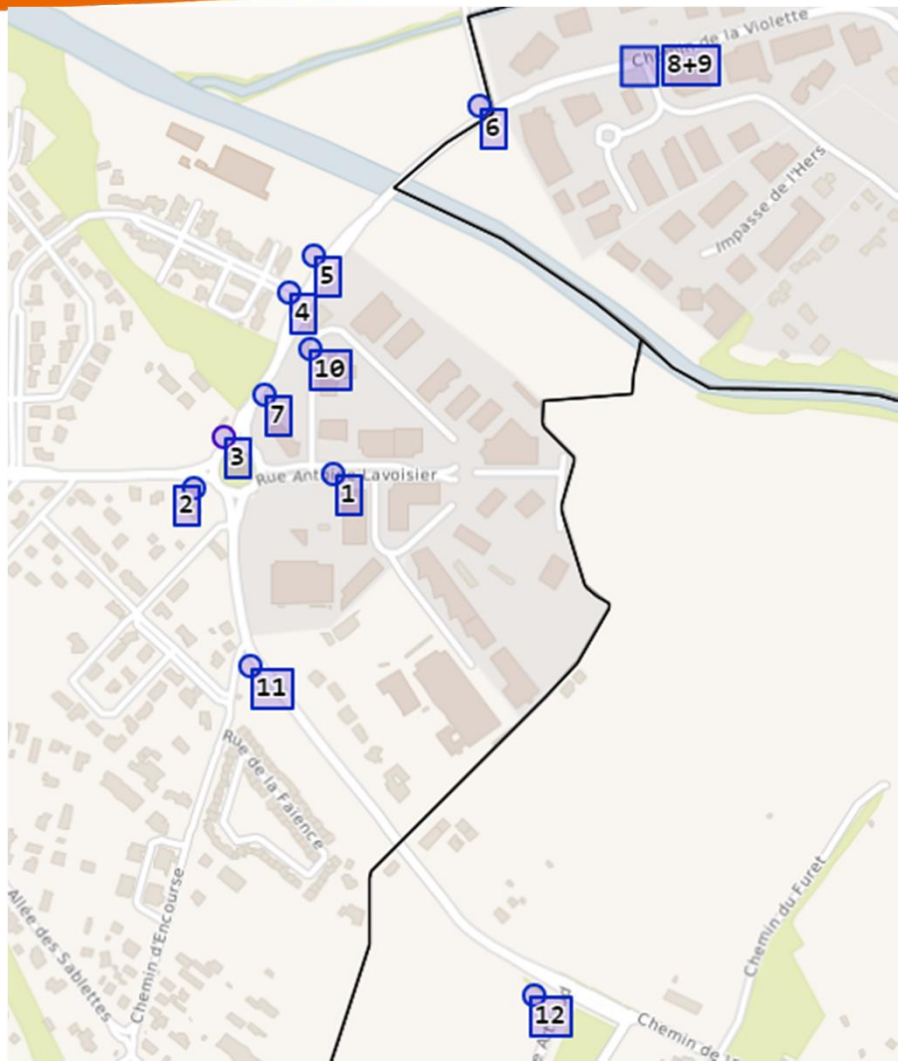 Chemin de la Violette
8+9
6
Impasse de l'Hers
5
4
10
7
3
Rue Antoine Lavoisier
1
2
11
Rue de la Faïence
Chemin du Furet
Chemin d'Encourse
Allée des Sablettes
12
Chemin de